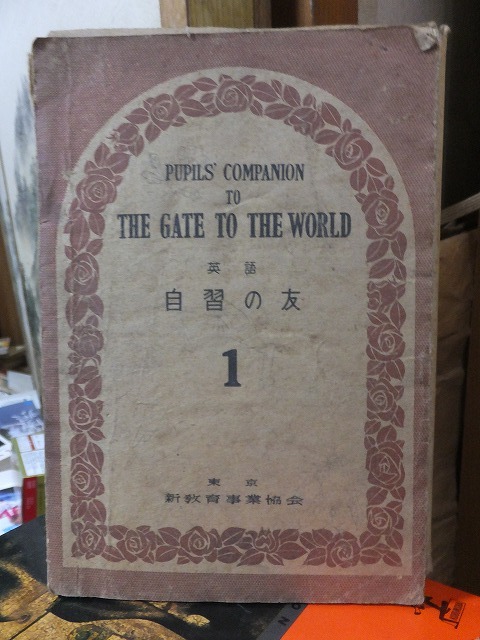 PUPILS' COMPANION
TO
THE GATE TO THE WORLD
英語
自習の友
1
東京
新教育事業協会